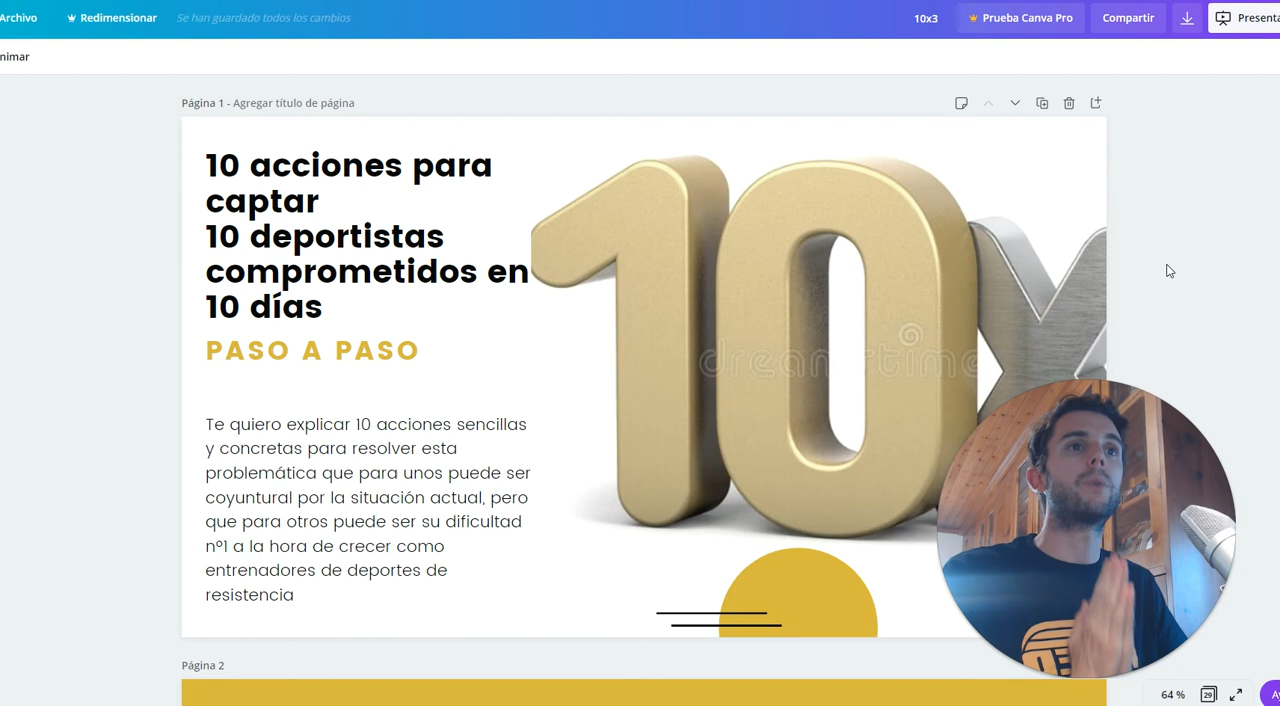 Archivo
Redimensionar
Se han guardado todos los cambios
10x3
Prueba Canva Pro
Compartir
Presenta
nimar
Página 1 - Agregar título de página
10 acciones para
captar
10 deportistas
comprometidos en
10 días
PASO A PASO
Te quiero explicar 10 acciones sencillas
y concretas para resolver esta
problemática que para unos puede ser
coyuntural por la situación actual, pero
que para otros puede ser su dificultad
nº1 a la hora de crecer como
entrenadores de deportes de
resistencia
10X
dreamstime
Página 2
64 %
29
Ay